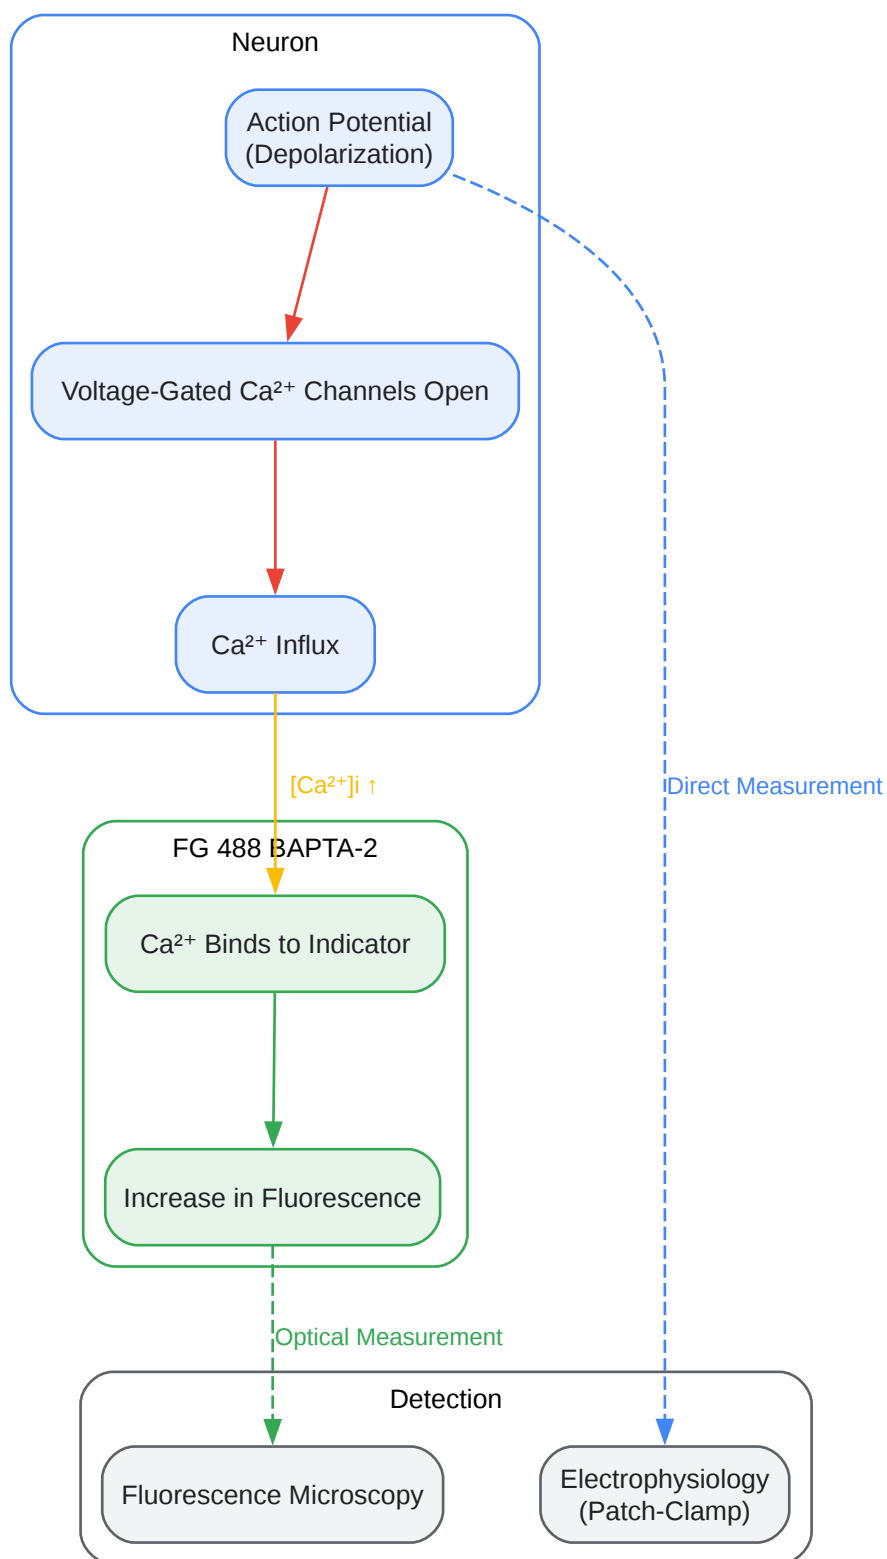 Neuron
Action Potential
(Depolarization)
Voltage-Gated Ca²⁺ Channels Open
Ca²⁺ Influx
[Ca²⁺]i ↑
Direct Measurement
FG 488 BAPTA-2
Ca²⁺ Binds to Indicator
Increase in Fluorescence
Optical Measurement
Detection
Fluorescence Microscopy
Electrophysiology
(Patch-Clamp)